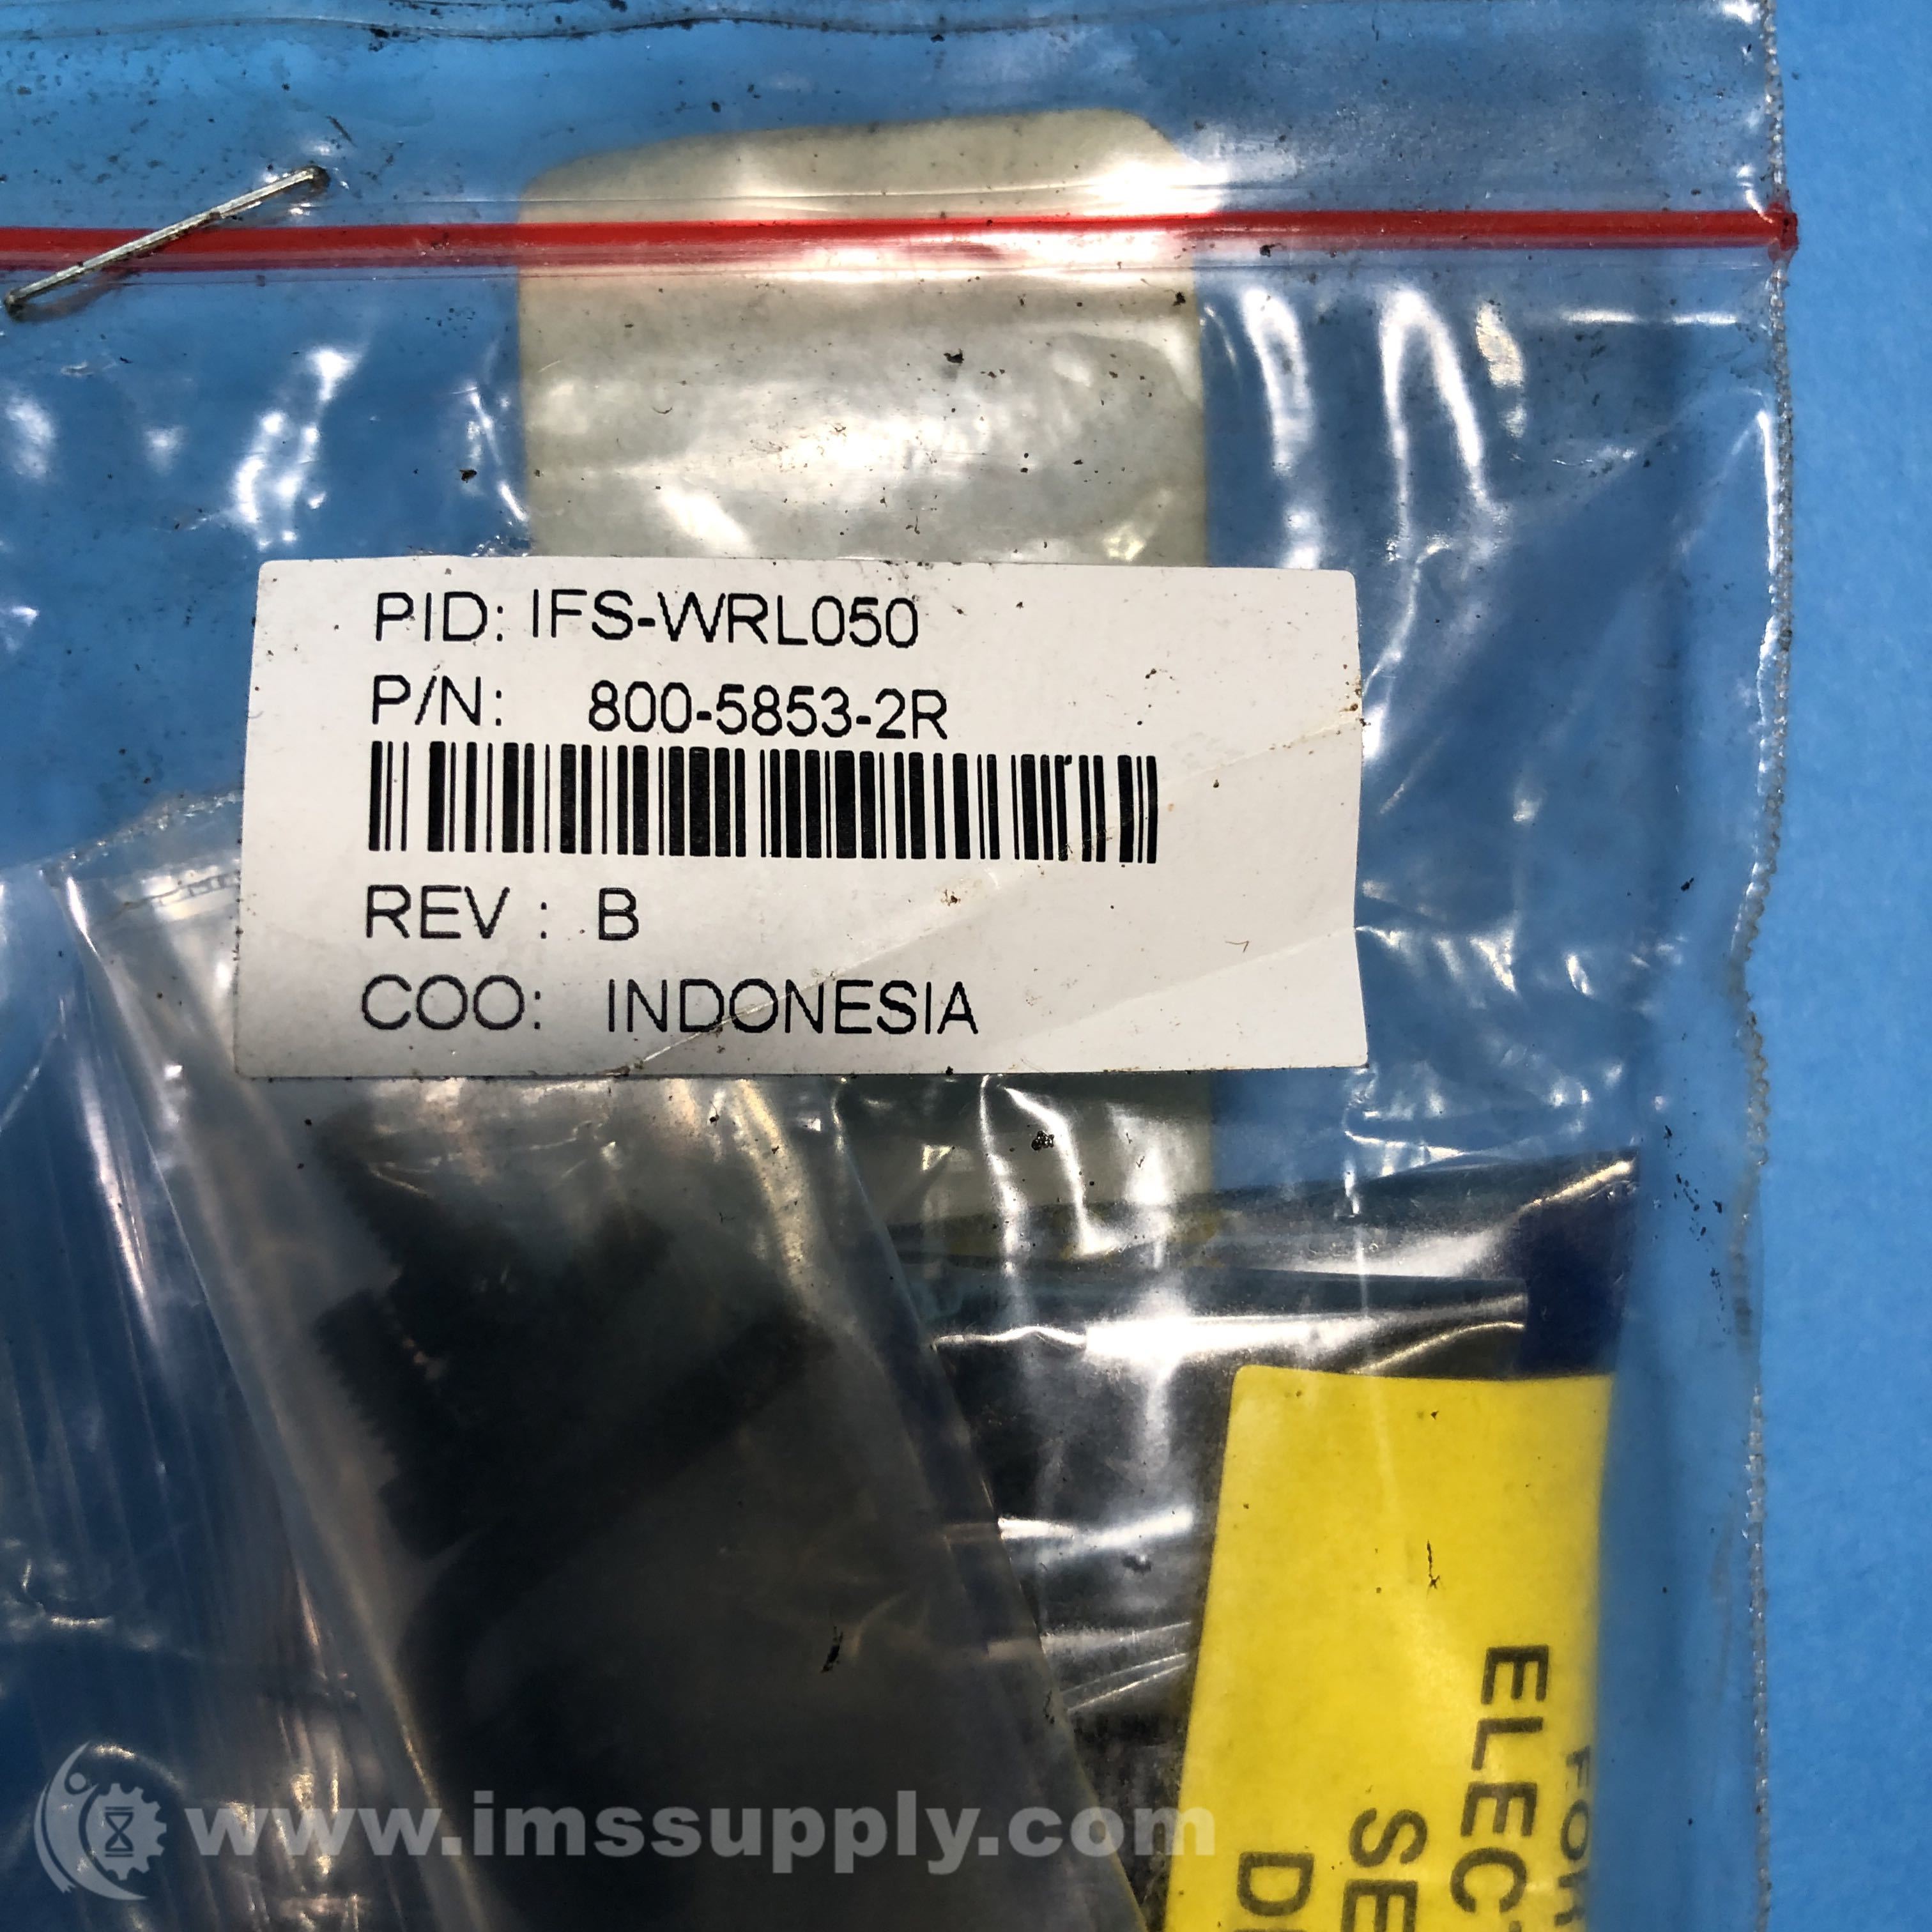 PID: IFS-WRL050
P/N: 800-5853-2R
REV : B
COO: INDONESIA
www.imssupply.com